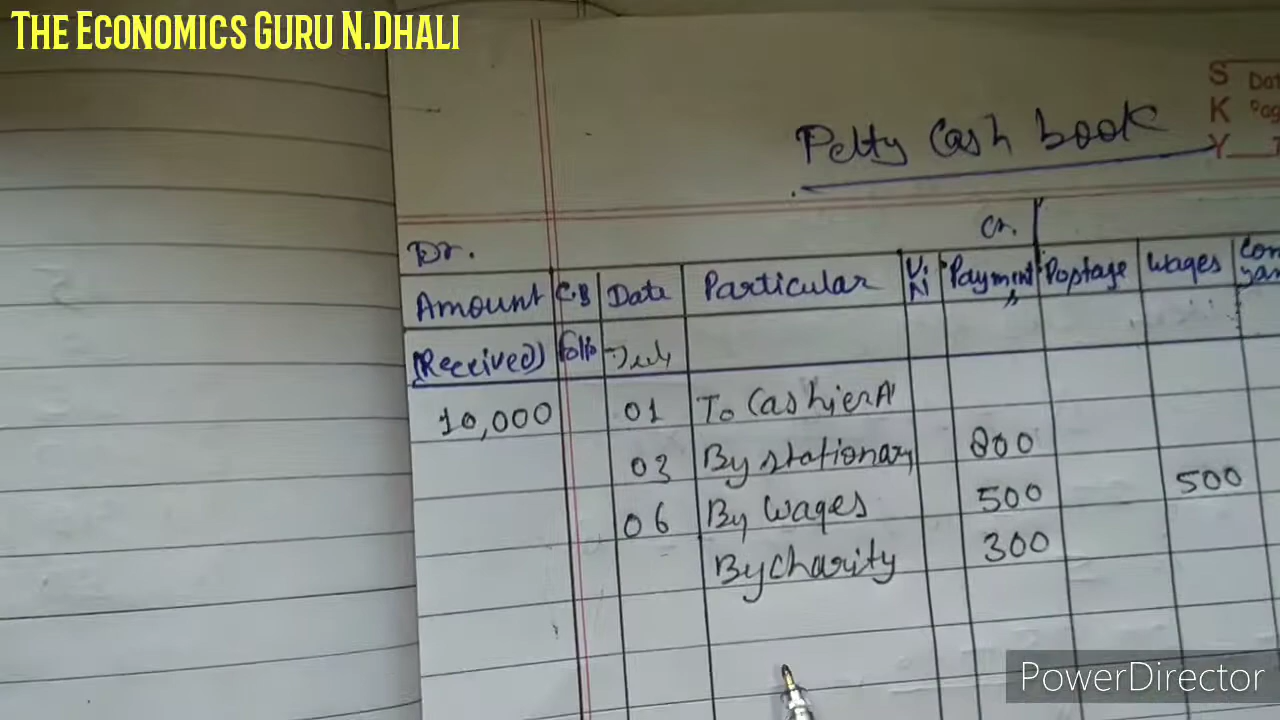 THE ECONOMICS GURU N.DHALI
S
K
Y
Petty Cash book
Dr.
Cr.
Amount C.B Date Particular V. Payment Postage Wages Con
N s
(Received) folio
10,000 01 To Cashier A/
03 By stationary 800
06 By Wages 500 500
By charity 300
PowerDirector